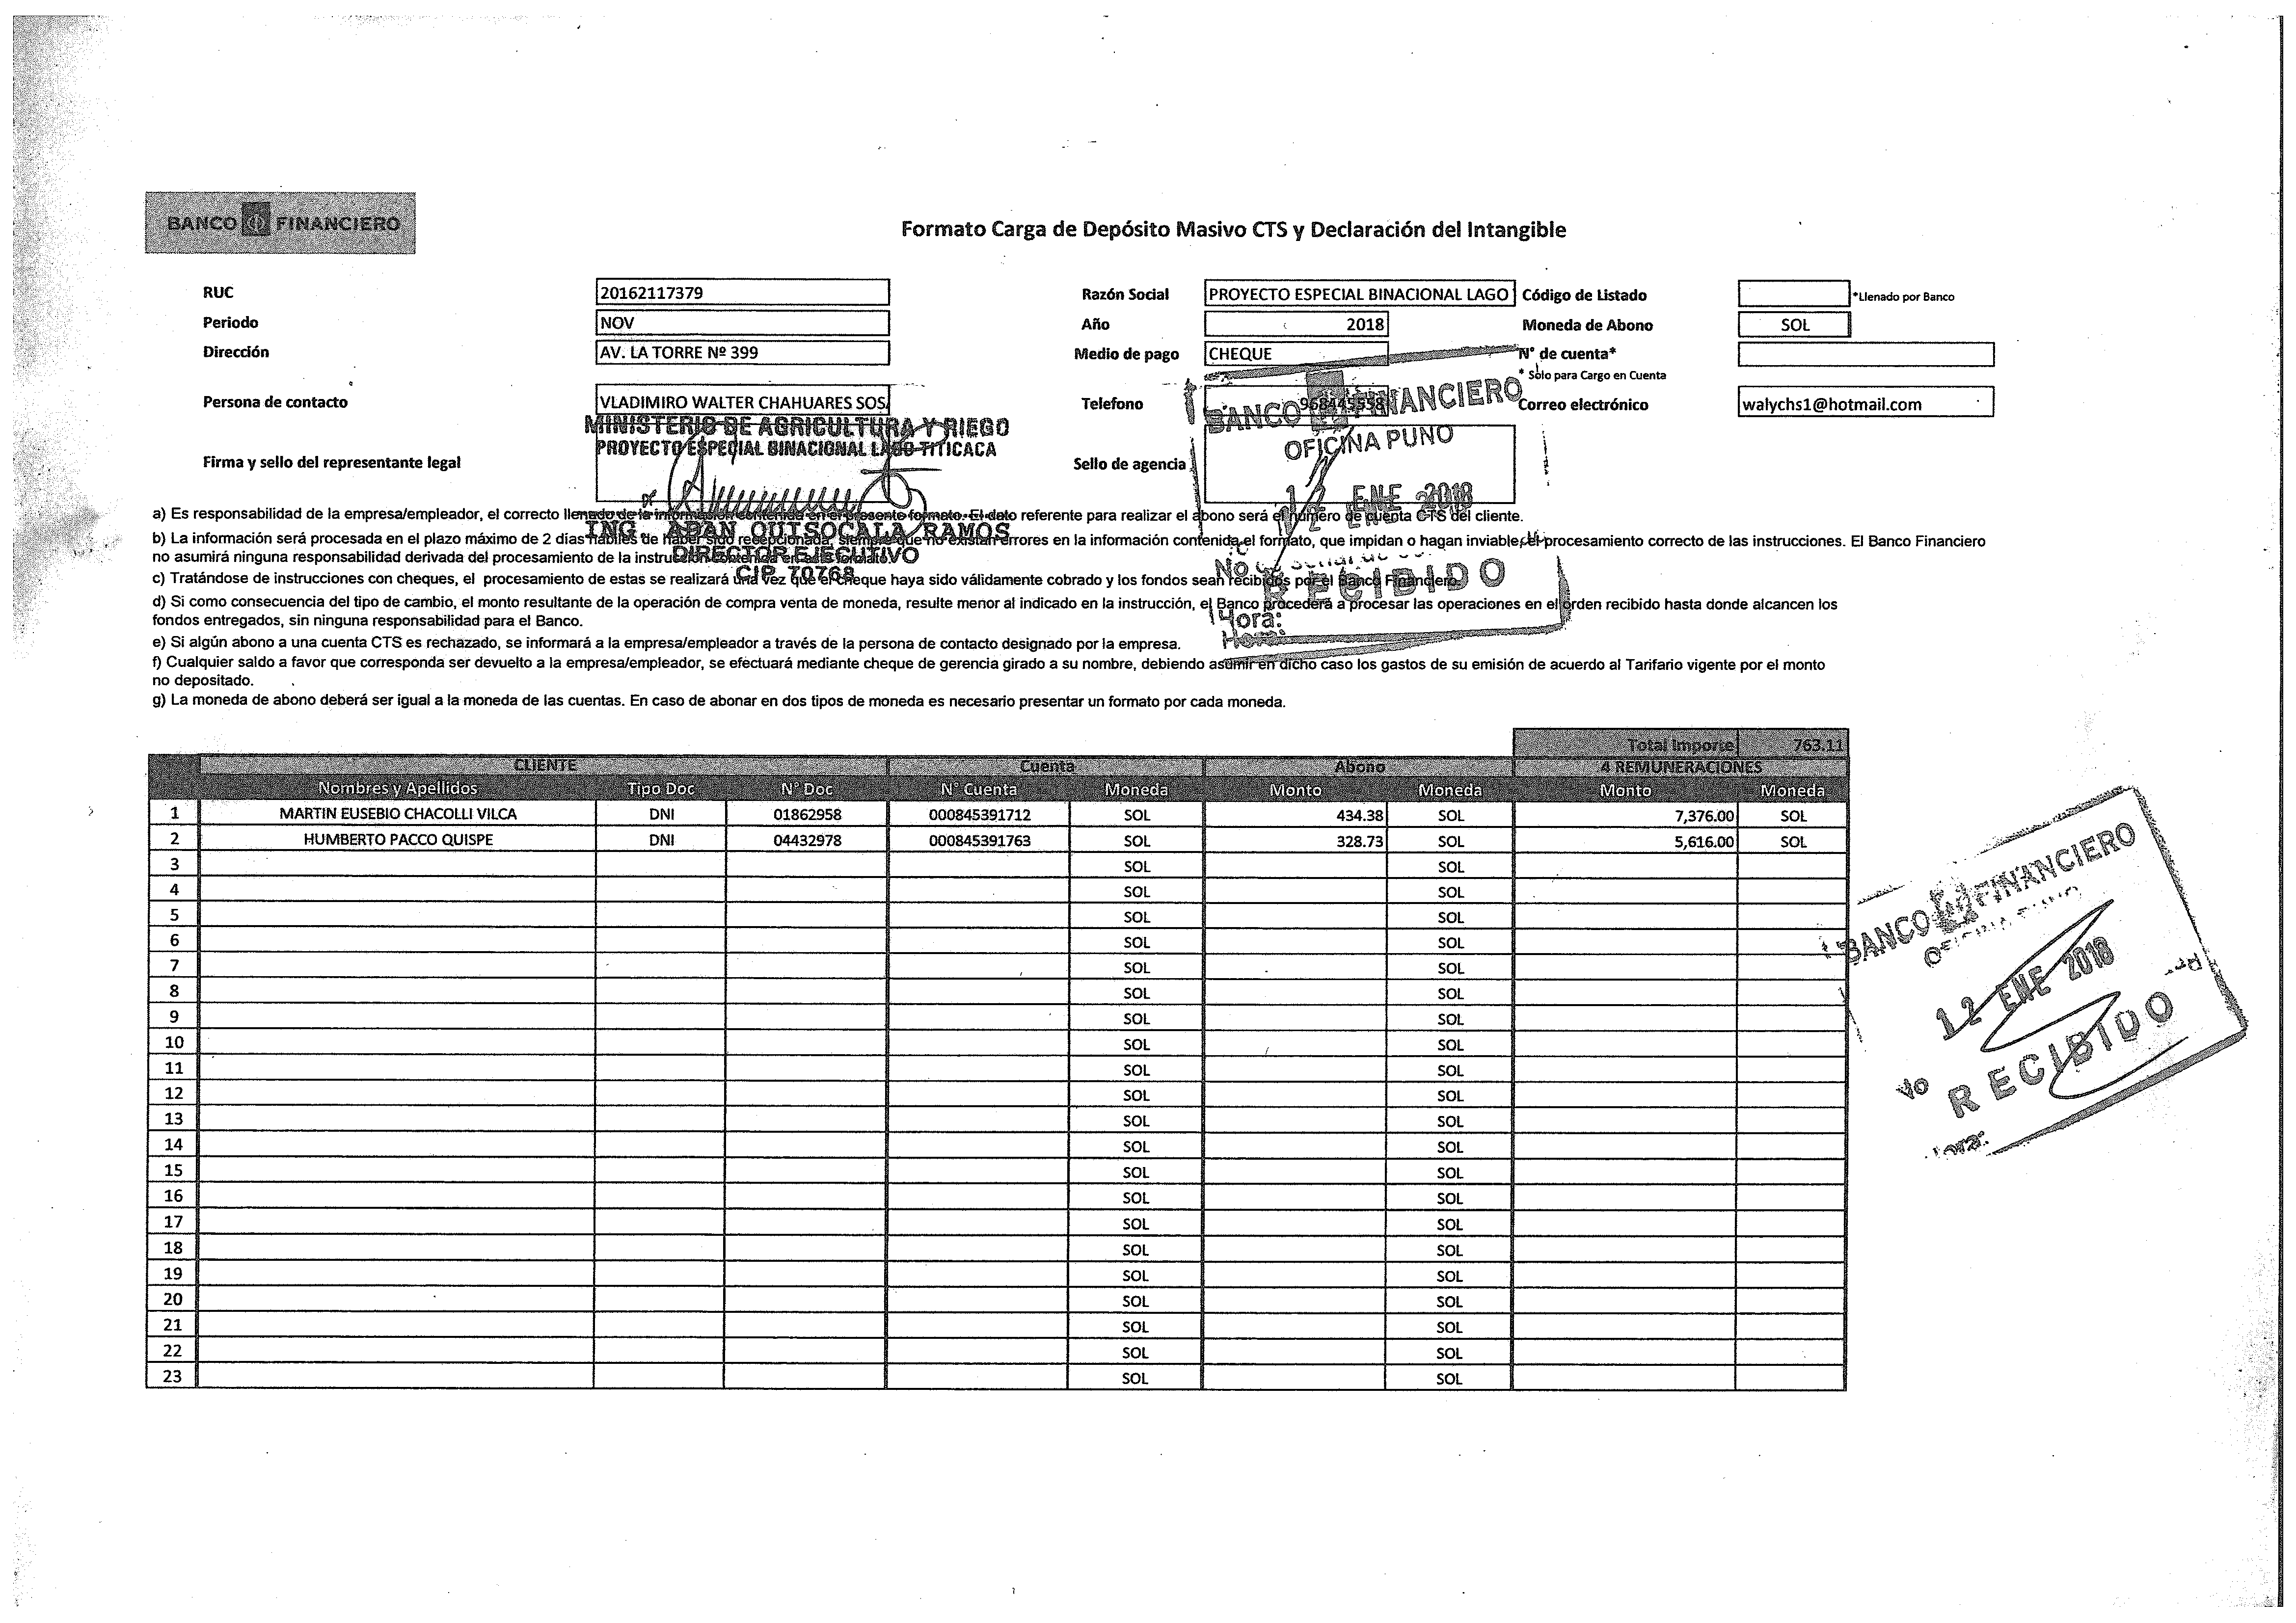 BANCO FINANCIERO
Formato Carga de Depósito Masivo CTS y Declaración del Intangible
RUC 20162117379 Razón Social PROYECTO ESPECIAL BINACIONAL LAGO Código de Listado *Llenado por Banco
Periodo NOV Año 2018 Moneda de Abono SOL
Dirección AV. LA TORRE Nº 399 Medio de pago CHEQUE N° de cuenta*
* Sólo para Cargo en Cuenta
Persona de contacto VLADIMIRO WALTER CHAHUARES SOS Telefono 968445558 Correo electrónico walychs1@hotmail.com
BANCO FINANCIERO
OFICINA PUNO
MINISTERIO DE AGRICULTURA Y RIEGO
PROYECTO ESPECIAL BINACIONAL LAGO TITICACA
Firma y sello del representante legal Sello de agencia
12 ENE 2018
ING. ADAN QUISOCALA RAMOS
DIRECTOR EJECUTIVO
CIP 70768
RECIBIDO
Hora:
a) Es responsabilidad de la empresa/empleador, el correcto llenado de la información contenida en el presente formato. El dato referente para realizar el abono será el número de cuenta CTS del cliente.
b) La información será procesada en el plazo máximo de 2 días hábiles de haber sido recepcionada, siempre que no existan errores en la información contenida el formato, que impidan o hagan inviable el procesamiento correcto de las instrucciones. El Banco Financiero
no asumirá ninguna responsabilidad derivada del procesamiento de la instrucción contenida en este formato.
c) Tratándose de instrucciones con cheques, el procesamiento de estas se realizará una vez que el cheque haya sido válidamente cobrado y los fondos sean recibidos por el Banco Financiero.
d) Si como consecuencia del tipo de cambio, el monto resultante de la operación de compra venta de moneda, resulte menor al indicado en la instrucción, el Banco procederá a procesar las operaciones en el orden recibido hasta donde alcancen los
fondos entregados, sin ninguna responsabilidad para el Banco.
e) Si algún abono a una cuenta CTS es rechazado, se informará a la empresa/empleador a través de la persona de contacto designado por la empresa.
f) Cualquier saldo a favor que corresponda ser devuelto a la empresa/empleador, se efectuará mediante cheque de gerencia girado a su nombre, debiendo asumir en dicho caso los gastos de su emisión de acuerdo al Tarifario vigente por el monto
no depositado.
g) La moneda de abono deberá ser igual a la moneda de las cuentas. En caso de abonar en dos tipos de moneda es necesario presentar un formato por cada moneda.
Total Importe 763.11
CLIENTE Cuenta Abono 4 REMUNERACIONES
Nombres y Apellidos Tipo Doc N° Doc N° Cuenta Moneda Monto Moneda Monto Moneda
1 MARTIN EUSEBIO CHACOLLI VILCA DNI 01862958 000845391712 SOL 434.38 SOL 7,376.00 SOL
2 HUMBERTO PACCO QUISPE DNI 04432978 000845391763 SOL 328.73 SOL 5,616.00 SOL
3 SOL SOL
4 SOL SOL
5 SOL SOL
6 SOL SOL
7 SOL SOL
8 SOL SOL
9 SOL SOL
10 SOL SOL
11 SOL SOL
12 SOL SOL
13 SOL SOL
14 SOL SOL
15 SOL SOL
16 SOL SOL
17 SOL SOL
18 SOL SOL
19 SOL SOL
20 SOL SOL
21 SOL SOL
22 SOL SOL
23 SOL SOL
BANCO FINANCIERO
OFICINA PUNO
12 ENE 2018
RECIBIDO